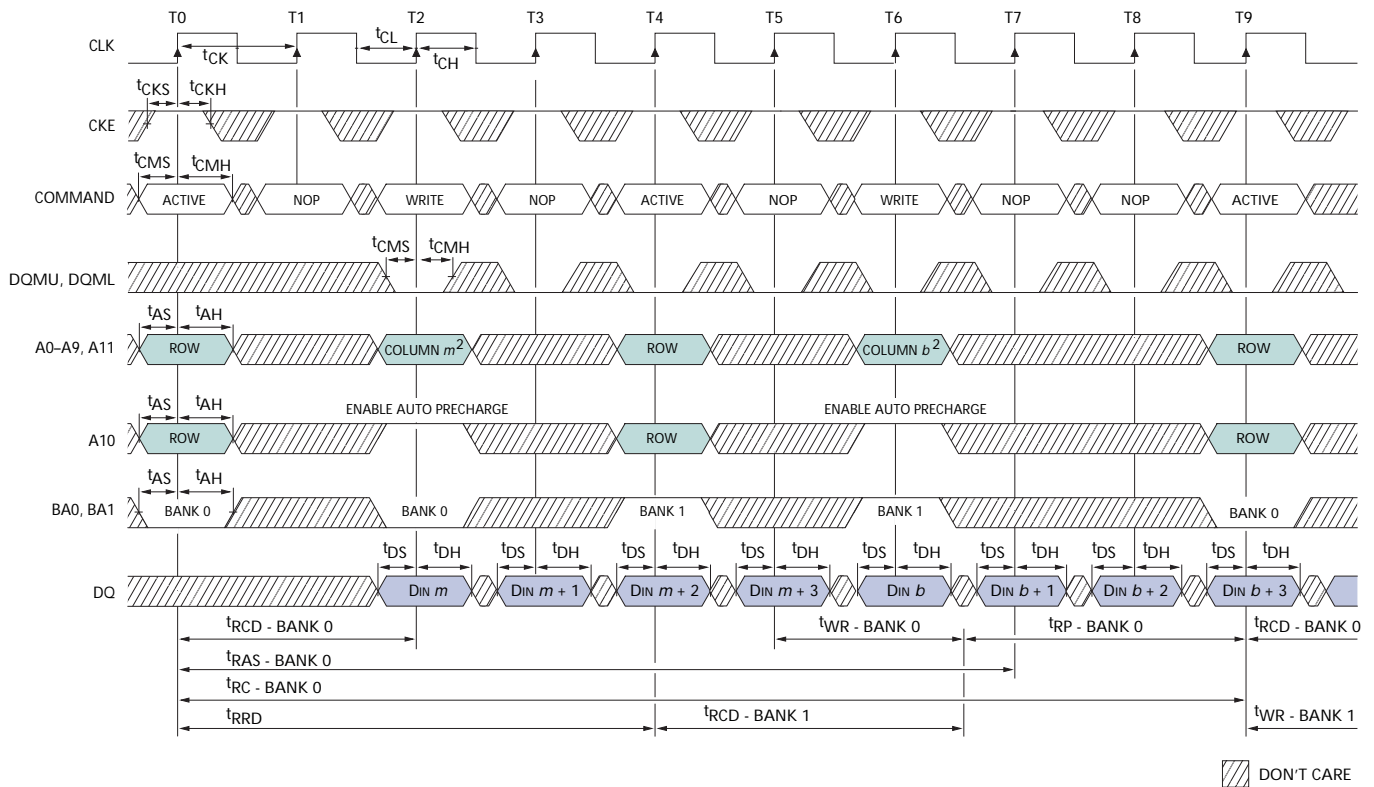 T0 T1 T2 T3 T4 T5 T6 T7 T8 T9
CLK
tCK tCL tCH
tCKS tCKH
CKE
tCMS tCMH
COMMAND ACTIVE NOP WRITE NOP ACTIVE NOP WRITE NOP NOP ACTIVE
tCMS tCMH
DQMU, DQML
tAS tAH
A0–A9, A11 ROW COLUMN m2 ROW COLUMN b2 ROW
tAS tAH ENABLE AUTO PRECHARGE ENABLE AUTO PRECHARGE
A10 ROW ROW ROW
tAS tAH
BA0, BA1 BANK 0 BANK 0 BANK 1 BANK 1 BANK 0
tDS tDH tDS tDH tDS tDH tDS tDH tDS tDH tDS tDH tDS tDH tDS tDH
DQ DIN m DIN m + 1 DIN m + 2 DIN m + 3 DIN b DIN b + 1 DIN b + 2 DIN b + 3
tRCD - BANK 0 tWR - BANK 0 tRP - BANK 0 tRCD - BANK 0
tRAS - BANK 0
tRC - BANK 0
tRRD tRCD - BANK 1 tWR - BANK 1
DON'T CARE